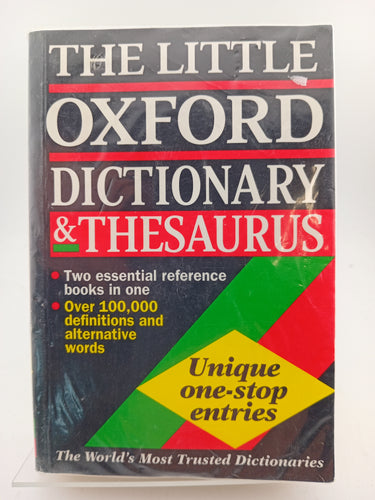 THE LITTLE
OXFORD
DICTIONARY
& THESAURUS
Two essential reference
books in one
Over 100,000
definitions and
alternative
words
Unique
one-stop
entries
The World's Most Trusted Dictionaries